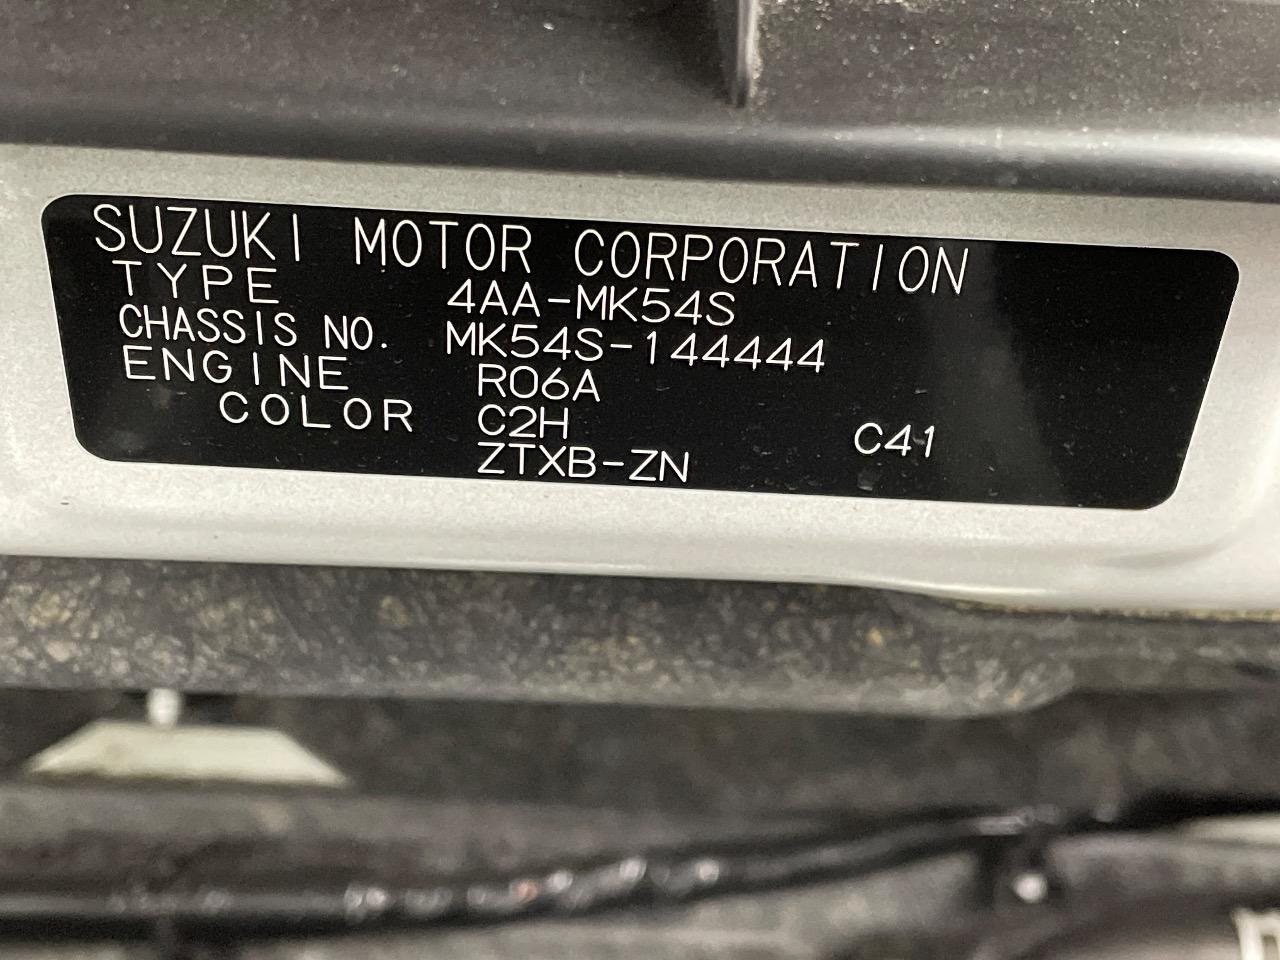 SUZUKI MOTOR CORPORATION
TYPE 4AA-MK54S
CHASSIS NO. MK54S-144444
ENGINE R06A
COLOR C2H C41
ZTXB-ZN